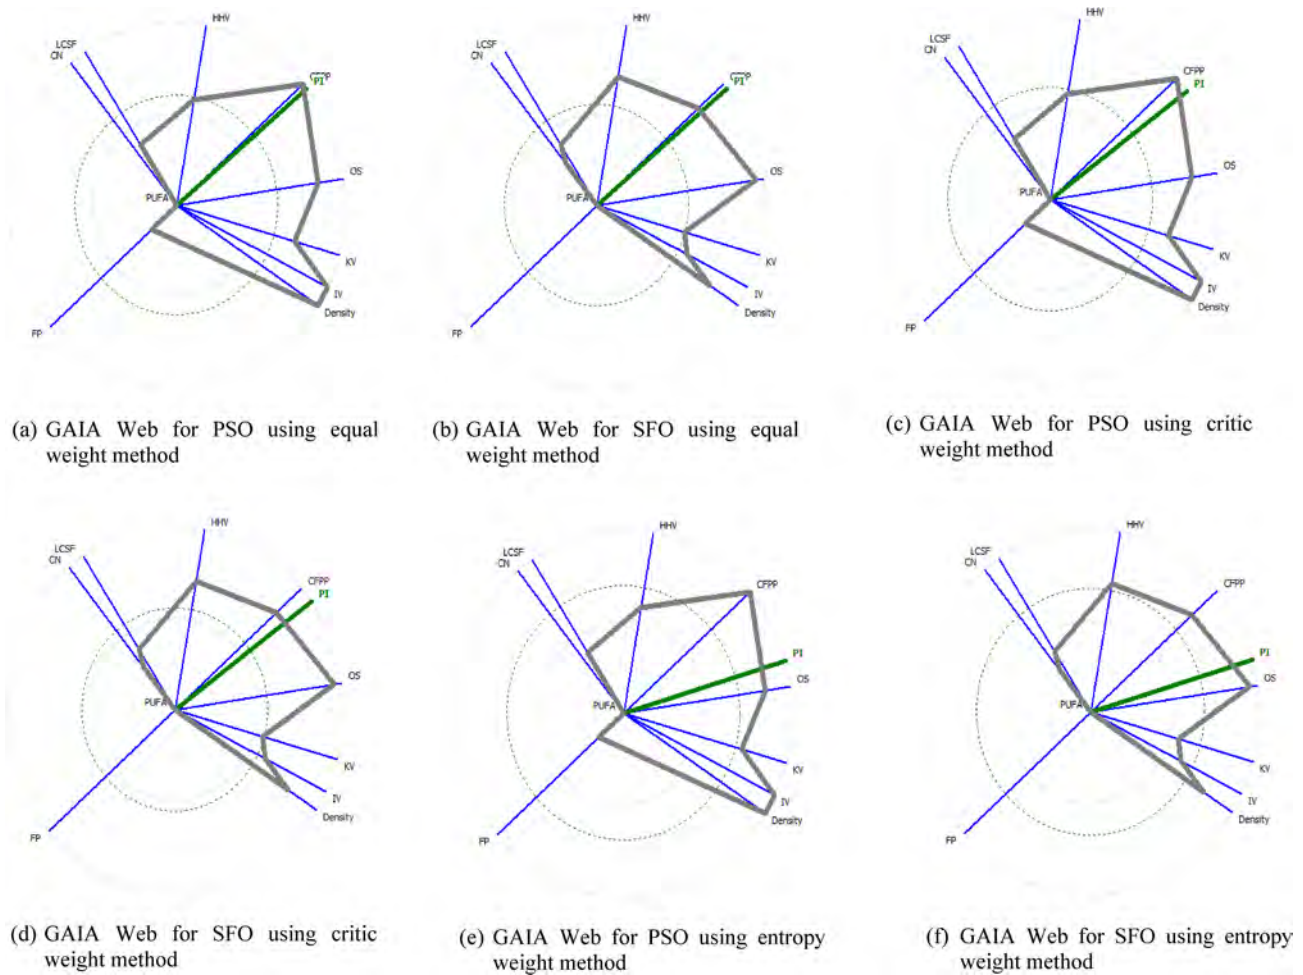 HHV
LCSF
CN
CFPP
PI
OS
PUFA
KV
IV
Density
FP
(a) GAIA Web for PSO using equal
weight method
HHV
LCSF
CN
CFPP
PI
OS
PUFA
KV
IV
Density
FP
(b) GAIA Web for SFO using equal
weight method
HHV
LCSF
CN
CFPP
PI
OS
PUFA
KV
IV
Density
FP
(c) GAIA Web for PSO using critic
weight method
HHV
LCSF
CN
CFPP
PI
OS
PUFA
KV
IV
Density
FP
(d) GAIA Web for SFO using critic
weight method
HHV
LCSF
CN
CFPP
PI
OS
PUFA
KV
IV
Density
FP
(e) GAIA Web for PSO using entropy
weight method
HHV
LCSF
CN
CFPP
PI
OS
PUFA
KV
IV
Density
FP
(f) GAIA Web for SFO using entropy
weight method